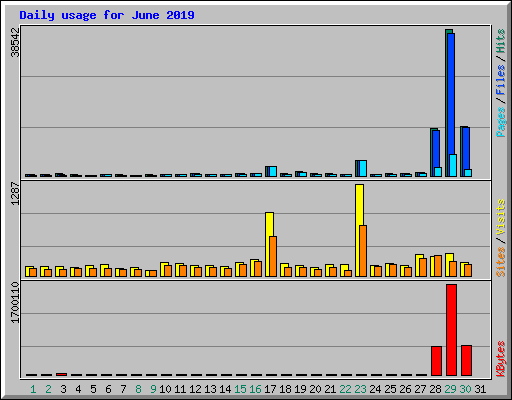 Daily usage for June 2019
38542
Pages / Files / Hits
1287
Sites / Visits
1700110
KBytes
1 2 3 4 5 6 7 8 9 10 11 12 13 14 15 16 17 18 19 20 21 22 23 24 25 26 27 28 29 30 31